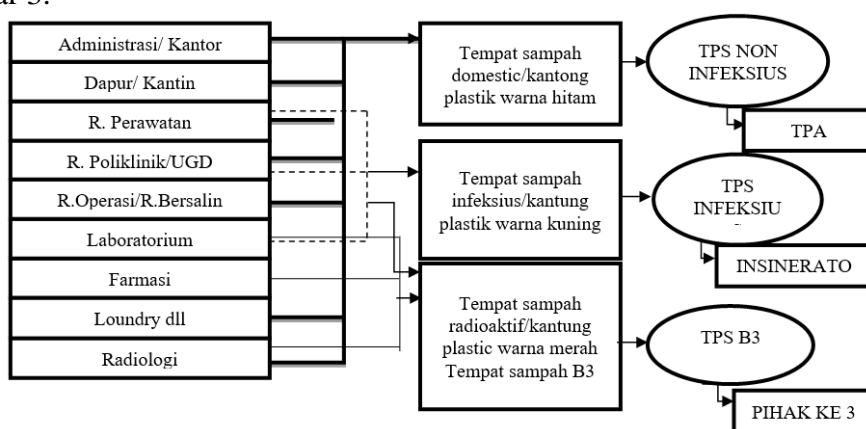 ar 3.
Administrasi/ Kantor
Dapur/ Kantin
R. Perawatan
R. Poliklinik/UGD
R.Operasi/R.Bersalin
Laboratorium
Farmasi
Loundry dll
Radiologi
Tempat sampah
domestic/kantong
plastik warna hitam
Tempat sampah
infeksius/kantung
plastik warna kuning
Tempat sampah
radioaktif/kantung
plastic warna merah
Tempat sampah B3
TPS NON
INFEKSIUS
TPA
TPS
INFEKSIU
INSINERATO
TPS B3
PIHAK KE 3